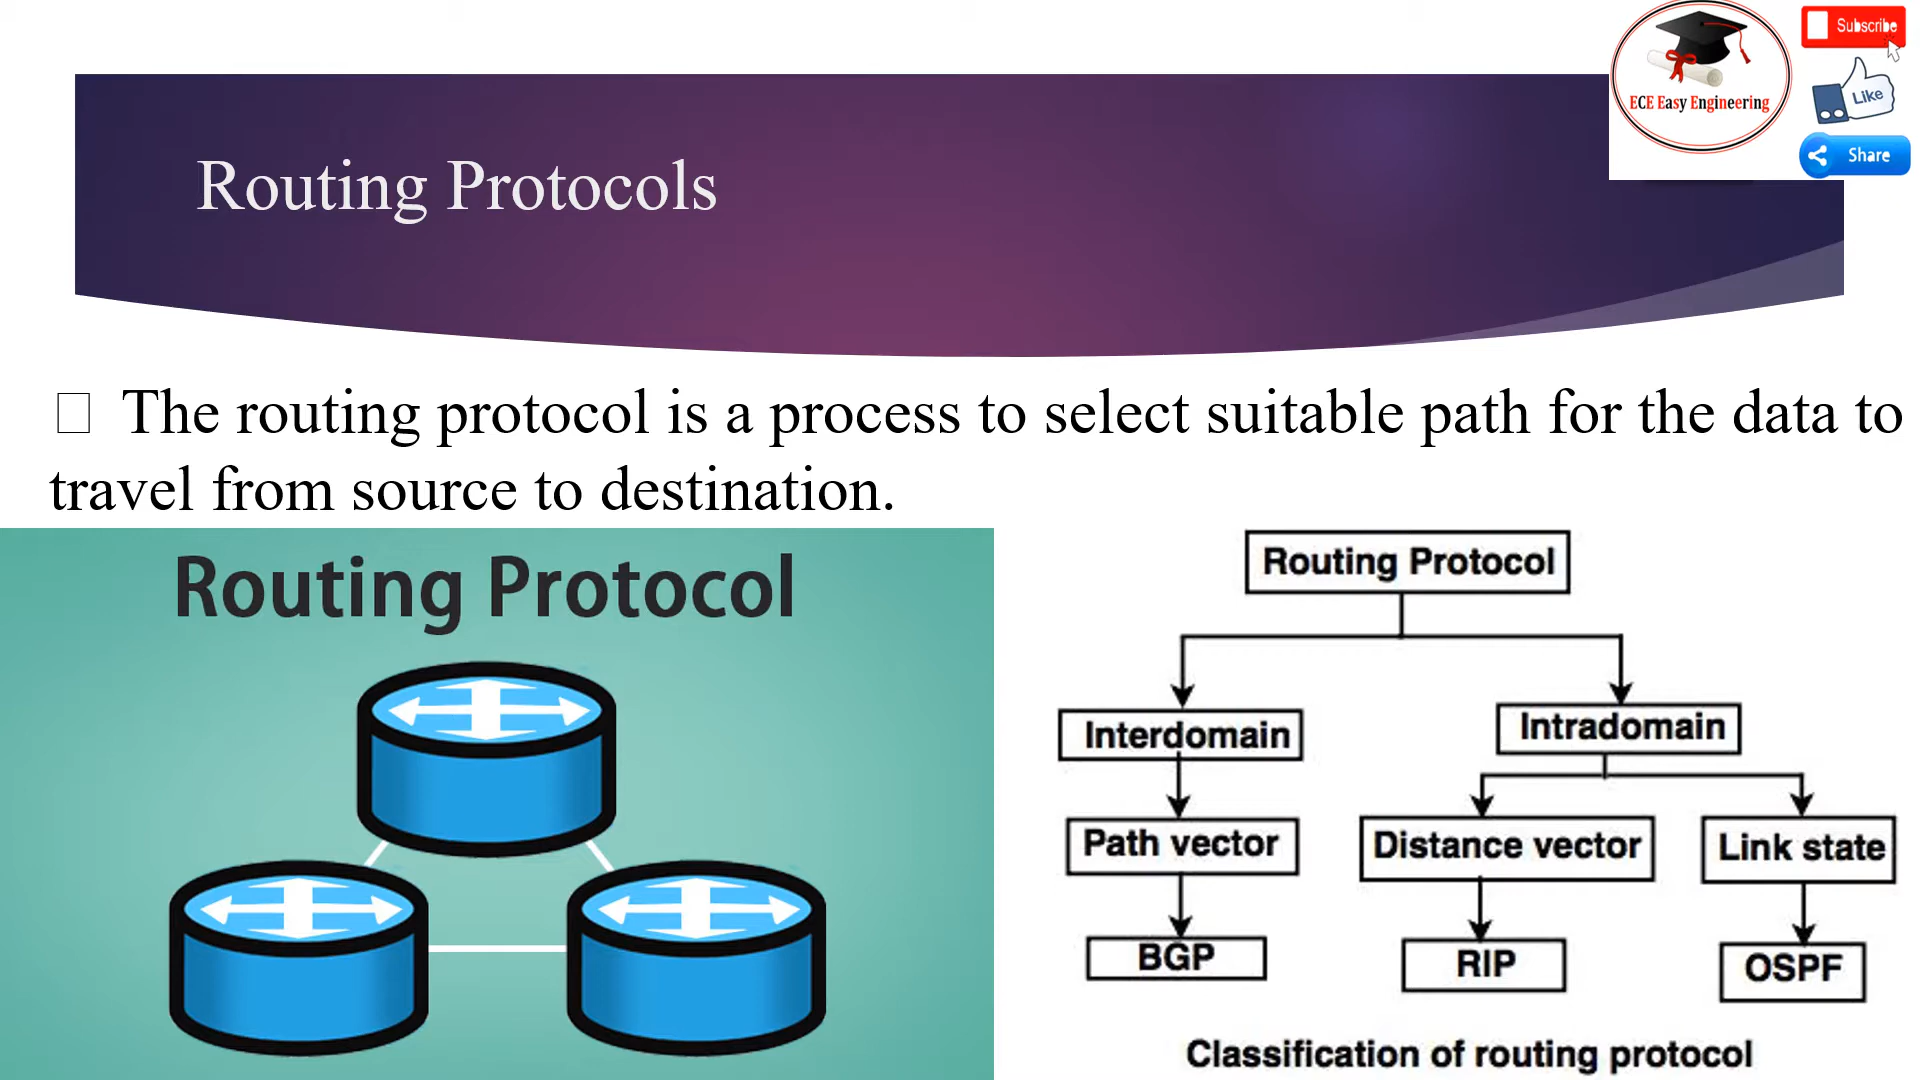 Subscribe
ECE Easy Engineering
Like
Share
Routing Protocols
The routing protocol is a process to select suitable path for the data to
travel from source to destination.
Routing Protocol
Routing Protocol
Interdomain
Intradomain
Path vector
Distance vector
Link state
BGP
RIP
OSPF
Classification of routing protocol